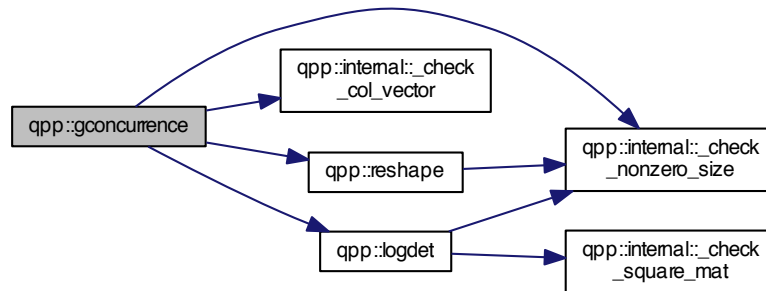 qpp::internal::_check
_col_vector
qpp::gconcurrence
qpp::internal::_check
_nonzero_size
qpp::reshape
qpp::logdet
qpp::internal::_check
_square_mat